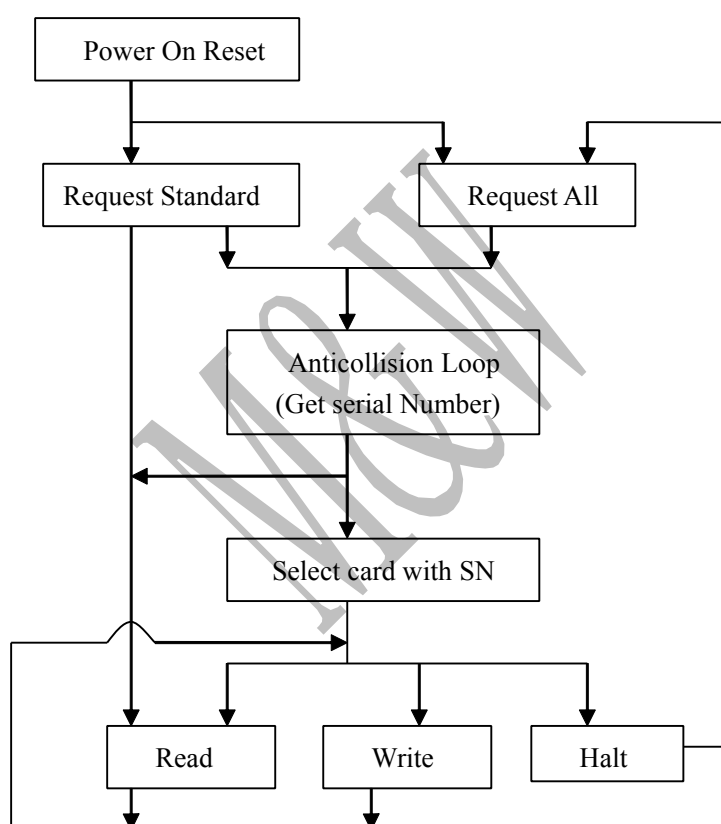 Power On Reset
Request Standard
Request All
Anticollision Loop
(Get serial Number)
Select card with SN
Read
Write
Halt
M&W